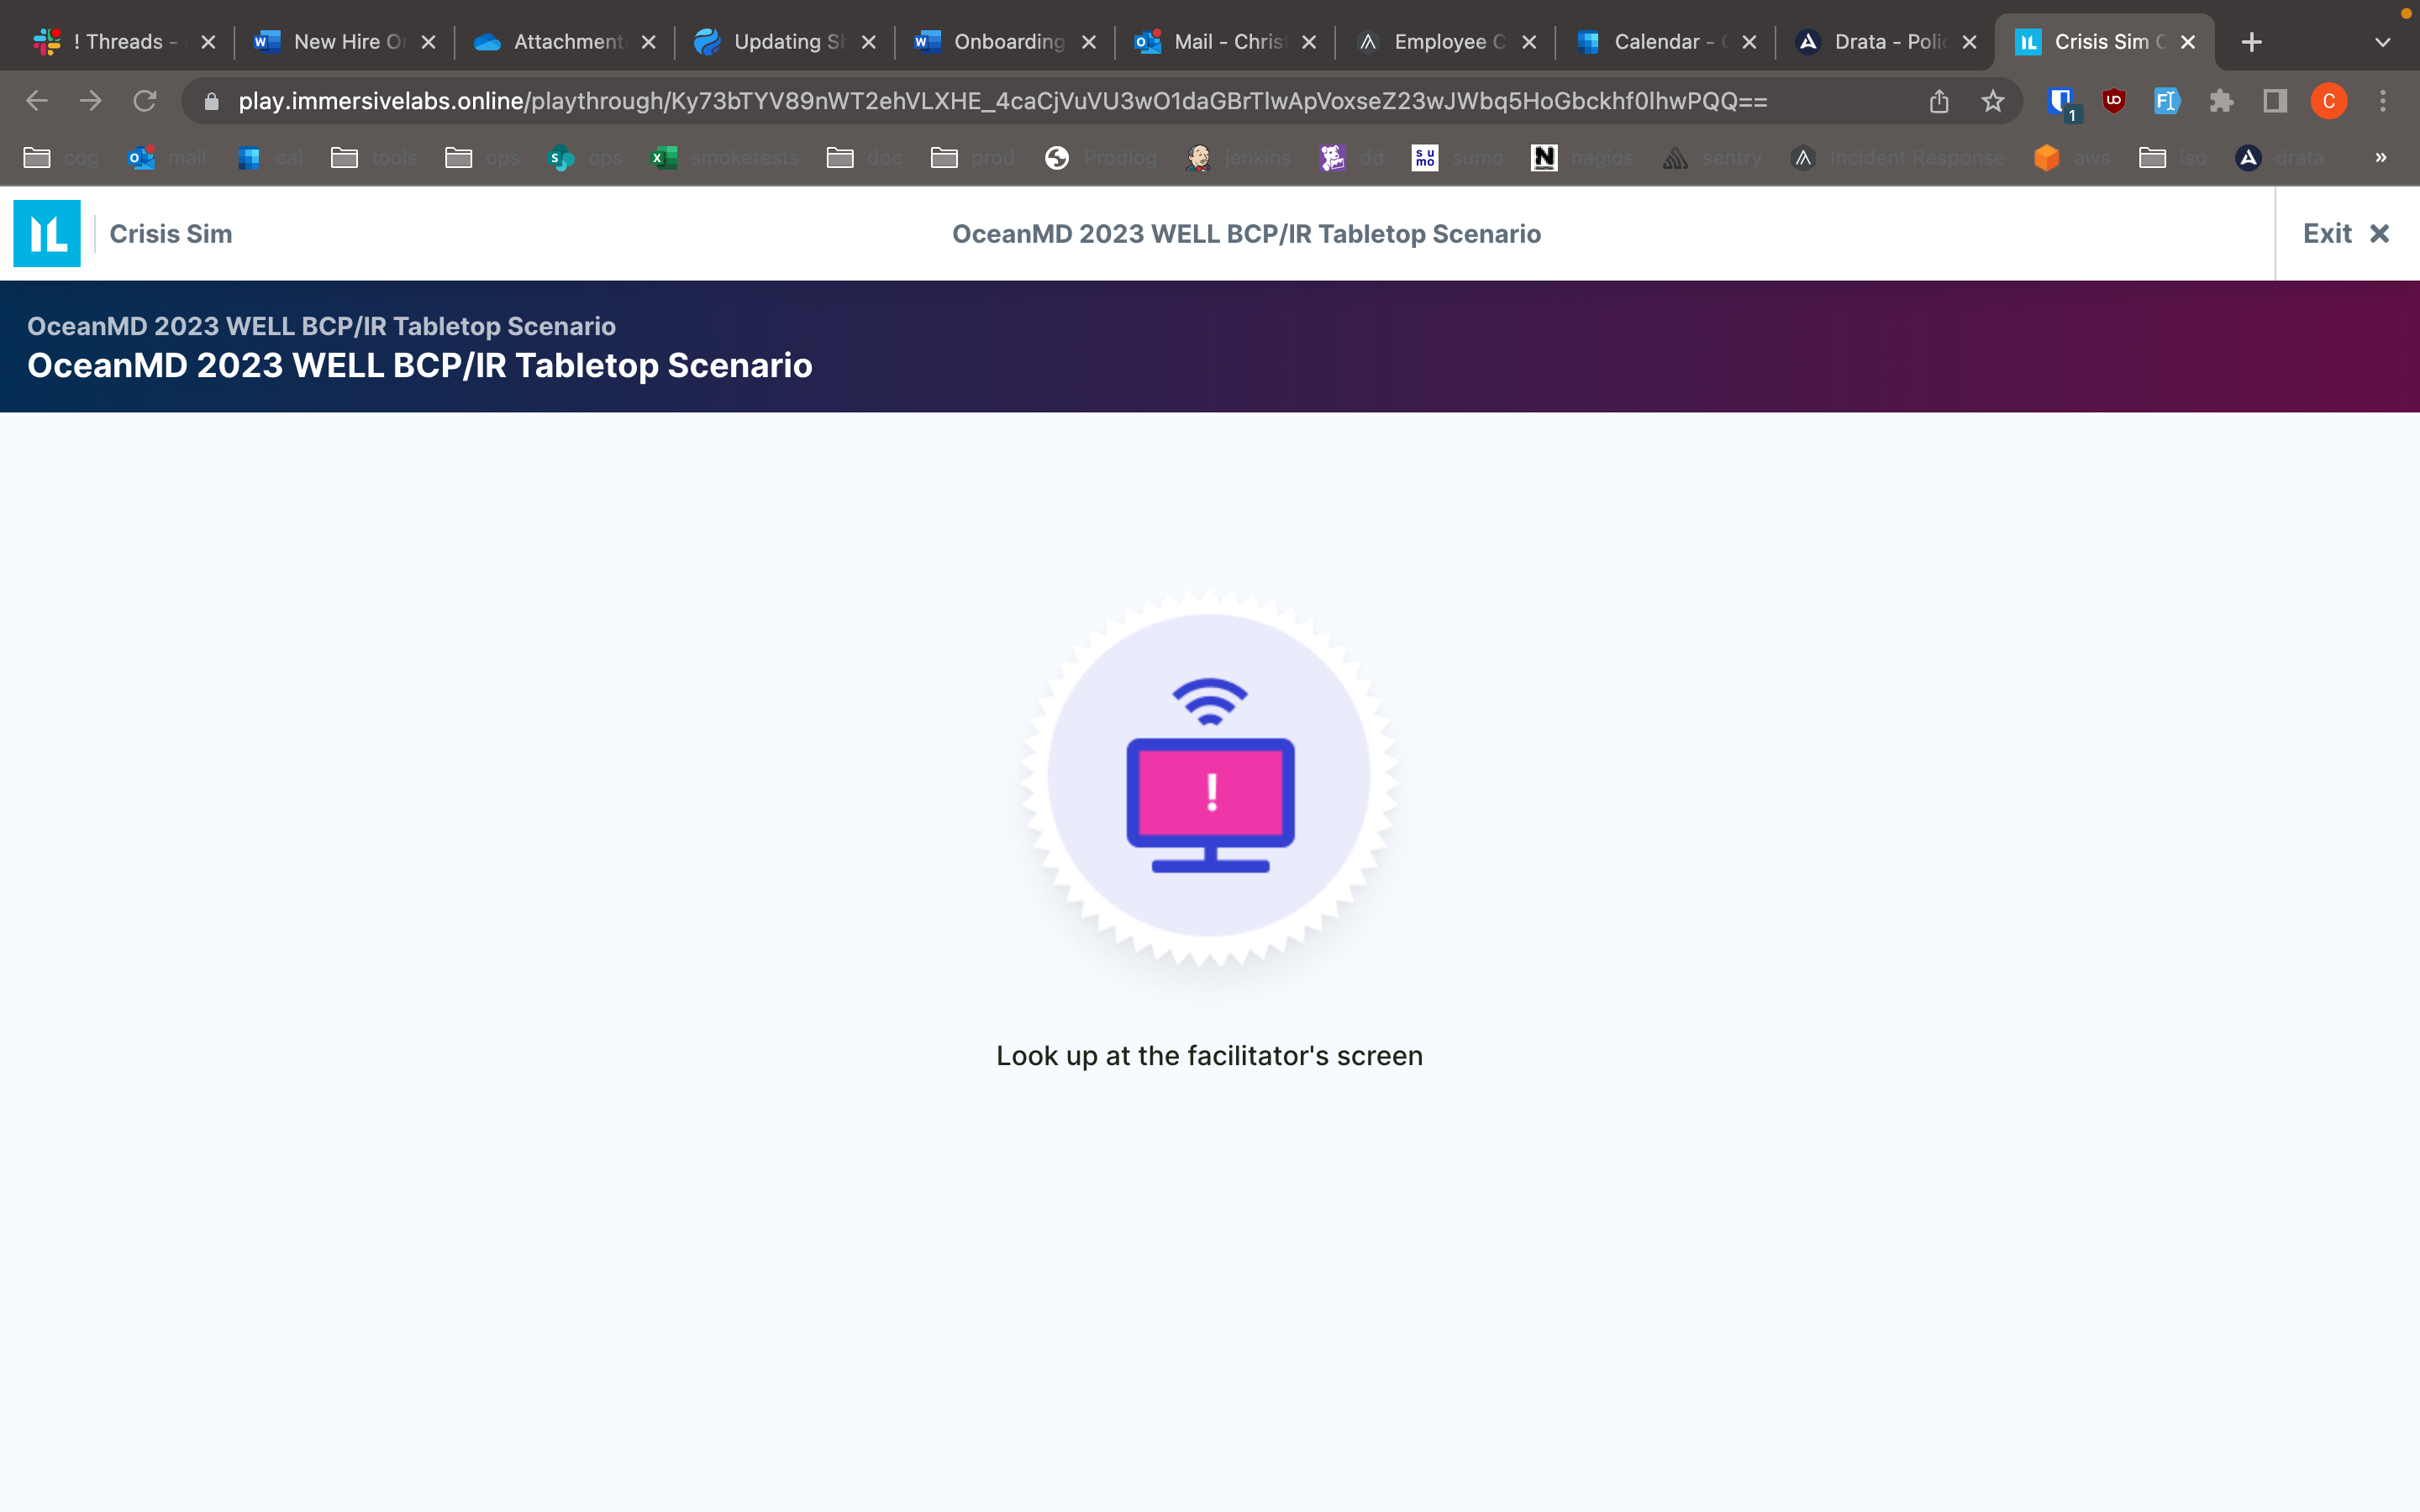 ! Threads -
New Hire O
Attachment
Updating S
Onboarding
Mail - Chris
Employee C
Calendar -
Drata - Poli
Crisis Sim
play.immersivelabs.online/playthrough/Ky73bTYV89nWT2ehVLXHE_4caCjVuVU3wO1daGBrTlwApVoxseZ23wJWbq5HoGbckhf0lhwPQQ==
1
C
cog
mail
cal
tools
ops
ops
smoketests
doc
prod
Prodlog
jenkins
dd
sumo
nagios
sentry
Incident Response
aws
iso
drata
»
IL
Crisis Sim
OceanMD 2023 WELL BCP/IR Tabletop Scenario
Exit
OceanMD 2023 WELL BCP/IR Tabletop Scenario
OceanMD 2023 WELL BCP/IR Tabletop Scenario
!
Look up at the facilitator's screen